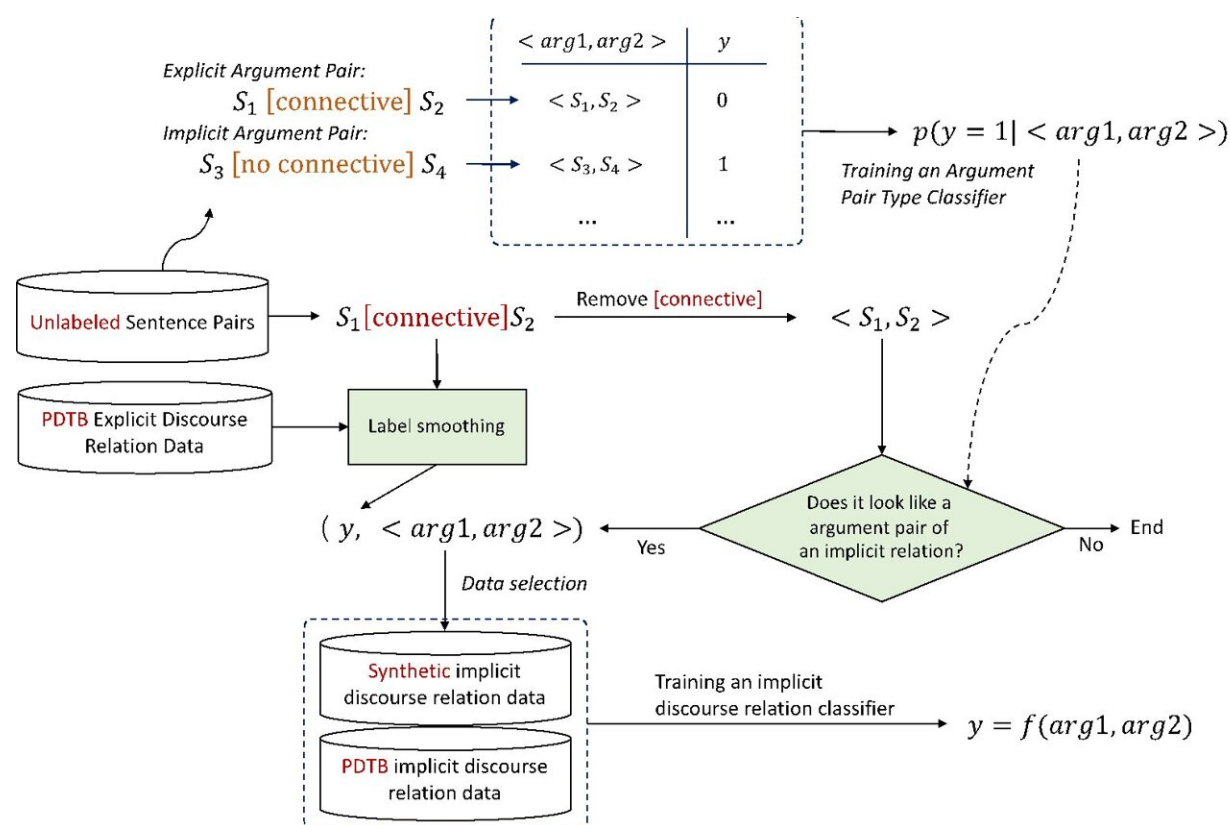 Explicit Argument Pair:
S₁ [connective] S₂
Implicit Argument Pair:
S₃ [no connective] S₄
< arg1, arg2 > y
< S₁, S₂ > 0
< S₃, S₄ > 1
... ...
p(y = 1| < arg1, arg2 >)
Training an Argument
Pair Type Classifier
Unlabeled Sentence Pairs
S₁[connective]S₂
Remove [connective]
< S₁, S₂ >
PDTB Explicit Discourse
Relation Data
Label smoothing
Does it look like a
argument pair of
an implicit relation?
Yes
No
End
( y, < arg1, arg2 >)
Data selection
Synthetic implicit
discourse relation data
PDTB implicit discourse
relation data
Training an implicit
discourse relation classifier
y = f(arg1, arg2)